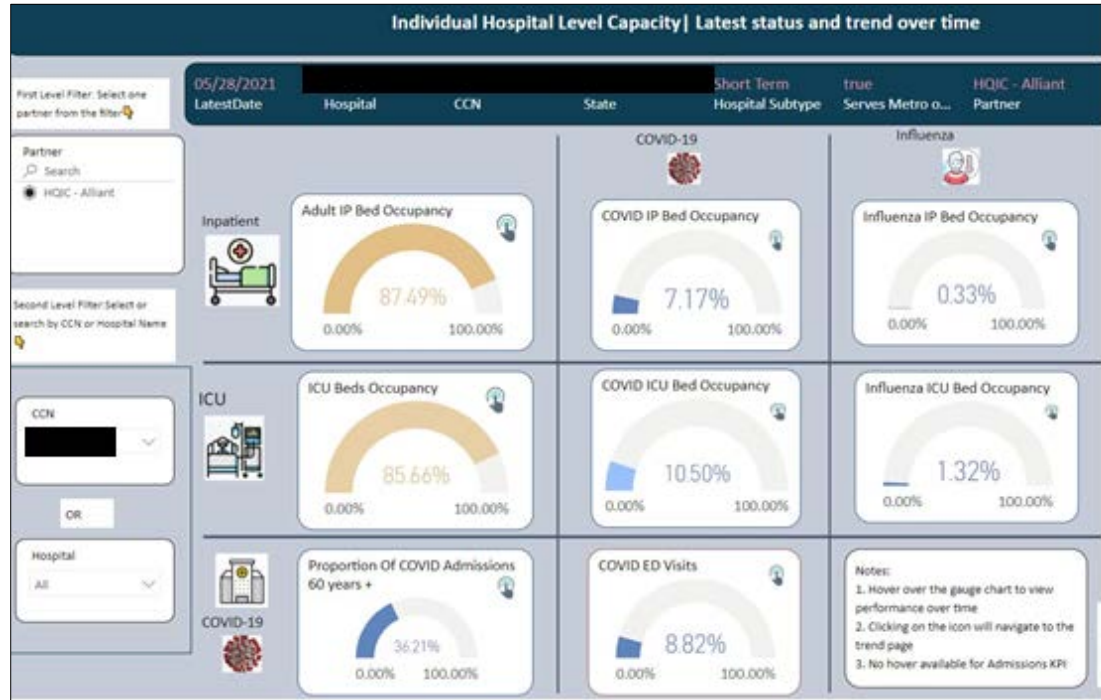 Individual Hospital Level Capacity| Latest status and trend over time
First Level Filter: Select one
partner from the filter
05/28/2021
LatestDate
Hospital
CCN
State
Short Term
Hospital Subtype
true
Serves Metro o...
HQIC - Alliant
Partner
Partner
Search
HQIC - Alliant
Second Level Filter:Select or
search by CCN or Hospital Name
CCN
OR
Hospital
All
COVID-19
Influenza
Inpatient
Adult IP Bed Occupancy
87.49%
0.00% 100.00%
COVID IP Bed Occupancy
7.17%
0.00% 100.00%
Influenza IP Bed Occupancy
0.33%
0.00% 100.00%
ICU
ICU Beds Occupancy
85.66%
0.00% 100.00%
COVID ICU Bed Occupancy
10.50%
0.00% 100.00%
Influenza ICU Bed Occupancy
1.32%
0.00% 100.00%
COVID-19
Proportion Of COVID Admissions
60 years +
36.21%
0.00% 100.00%
COVID ED Visits
8.82%
0.00% 100.00%
Notes:
1. Hover over the gauge chart to view
performance over time
2. Clicking on the icon will navigate to the
trend page
3. No hover available for Admissions KPI